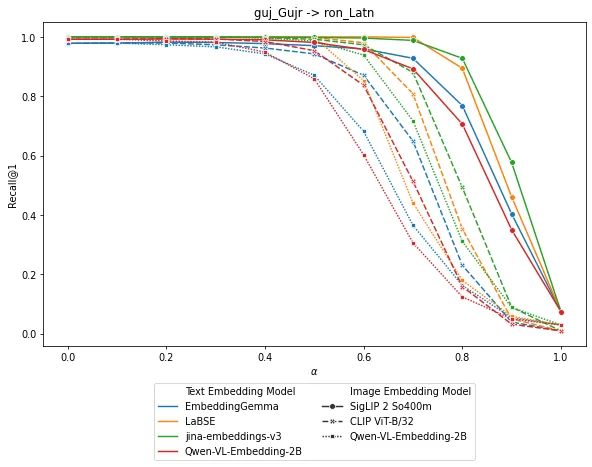 guj_Gujr -> ron_Latn
Recall@1
1.0
0.8
0.6
0.4
0.2
0.0
0.0 0.2 0.4 0.6 0.8 1.0
α
Text Embedding Model Image Embedding Model
EmbeddingGemma SigLIP 2 So400m
LaBSE CLIP ViT-B/32
jina-embeddings-v3 Qwen-VL-Embedding-2B
Qwen-VL-Embedding-2B